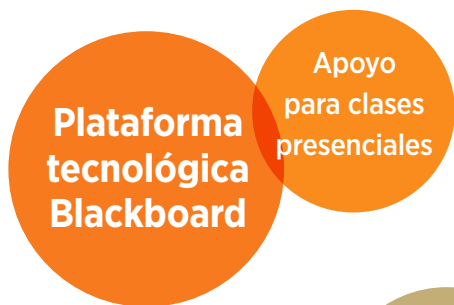 Plataforma
tecnológica
Blackboard
Apoyo
para clases
presenciales